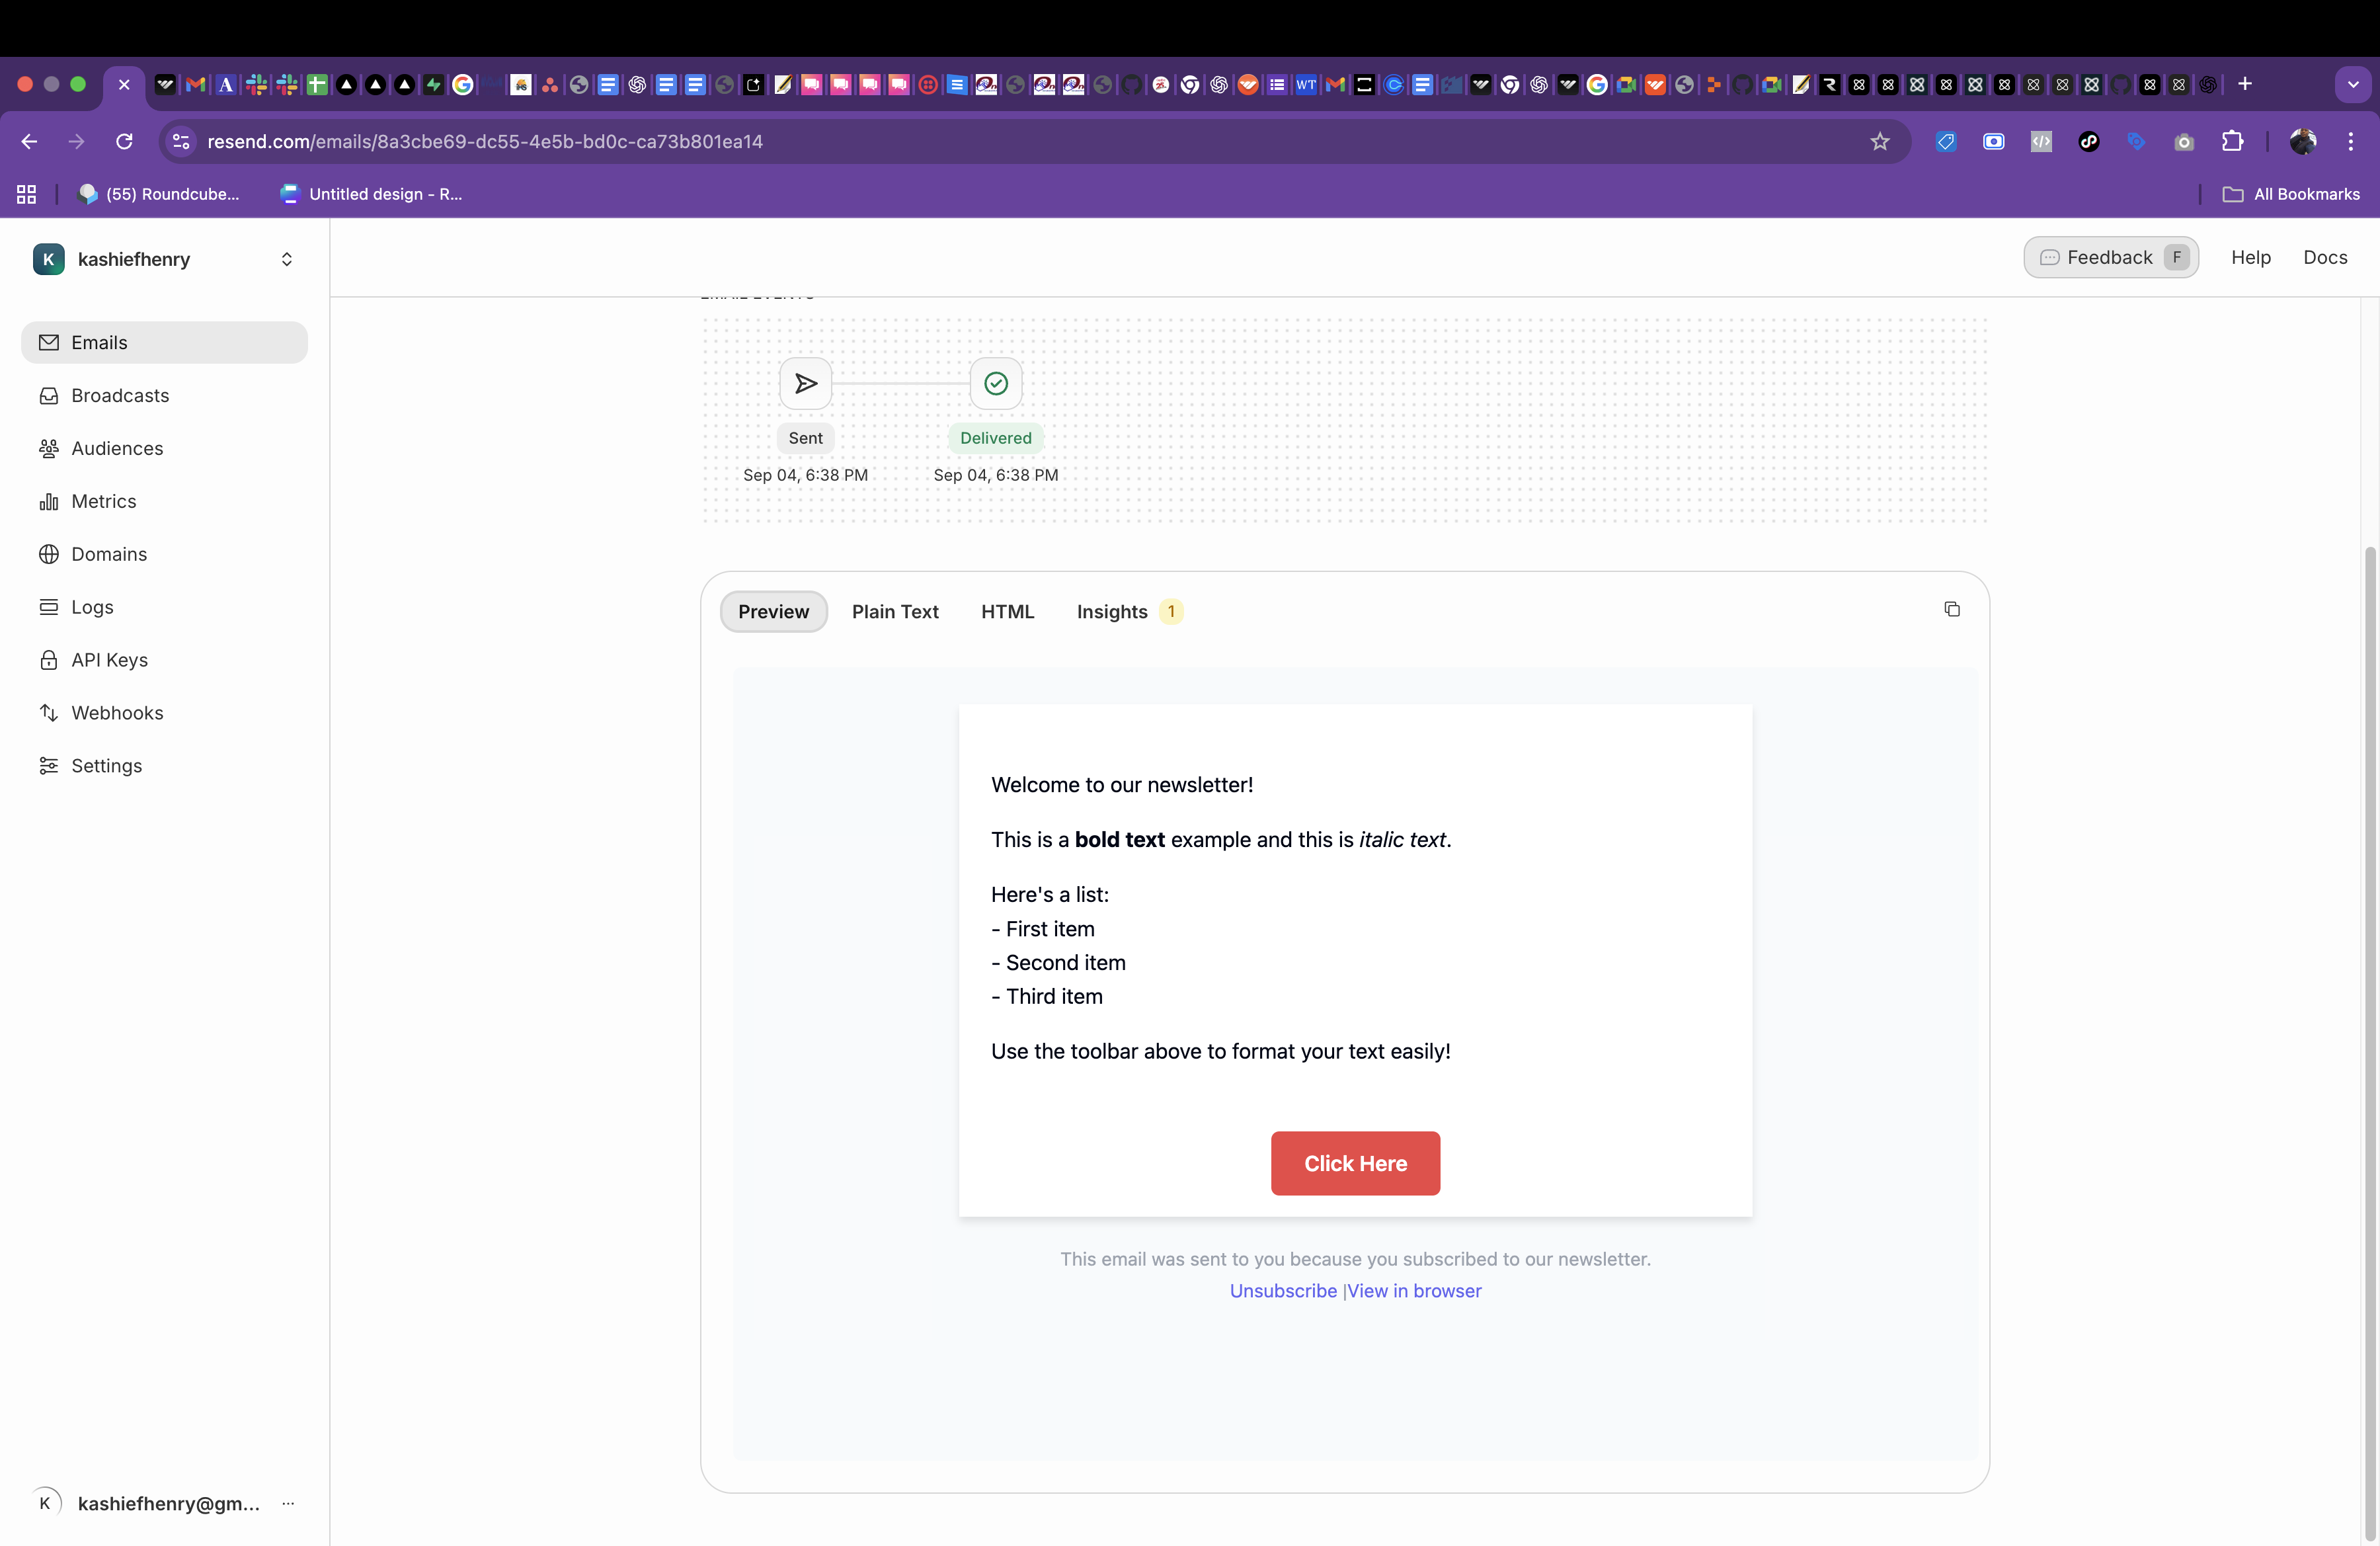 resend.com/emails/8a3cbe69-dc55-4e5b-bd0c-ca73b801ea14
(55) Roundcube...
Untitled design - R...
All Bookmarks
K
kashiefhenry
Feedback F
Help
Docs
Emails
Broadcasts
Audiences
Metrics
Domains
Logs
API Keys
Webhooks
Settings
K
kashiefhenry@gm...
Sent
Delivered
Sep 04, 6:38 PM
Sep 04, 6:38 PM
Preview
Plain Text
HTML
Insights 1
Welcome to our newsletter!
This is a bold text example and this is italic text.
Here's a list:
- First item
- Second item
- Third item
Use the toolbar above to format your text easily!
Click Here
This email was sent to you because you subscribed to our newsletter.
Unsubscribe |View in browser